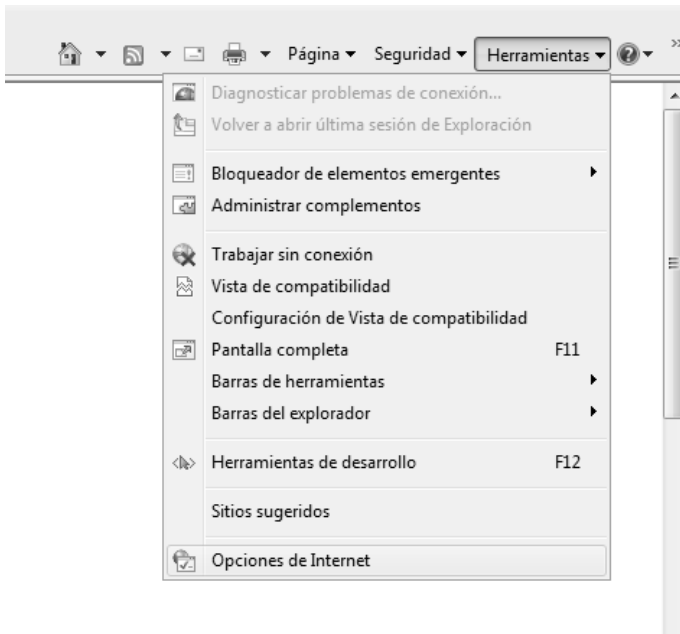 Página Seguridad Herramientas
Diagnosticar problemas de conexión...
Volver a abrir última sesión de Exploración
Bloqueador de elementos emergentes
Administrar complementos
Trabajar sin conexión
Vista de compatibilidad
Configuración de Vista de compatibilidad
Pantalla completa F11
Barras de herramientas
Barras del explorador
Herramientas de desarrollo F12
Sitios sugeridos
Opciones de Internet